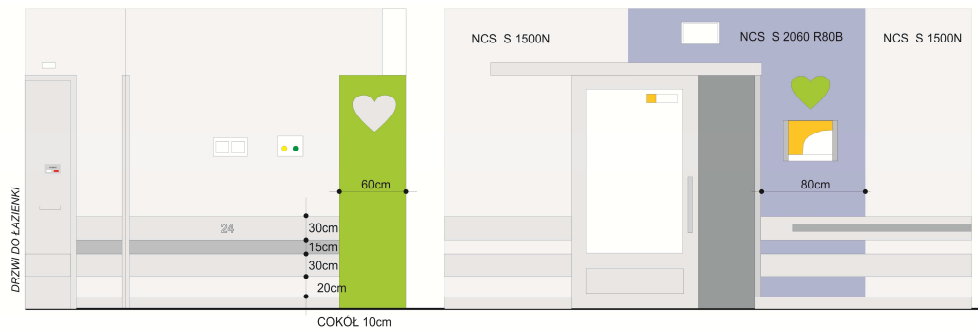 NCS S 1500N
NCS S 2060 R80B
NCS S 1500N
60cm
80cm
DRZWI DO ŁAZIENKI
24
30cm
15cm
30cm
20cm
COKÓŁ 10cm